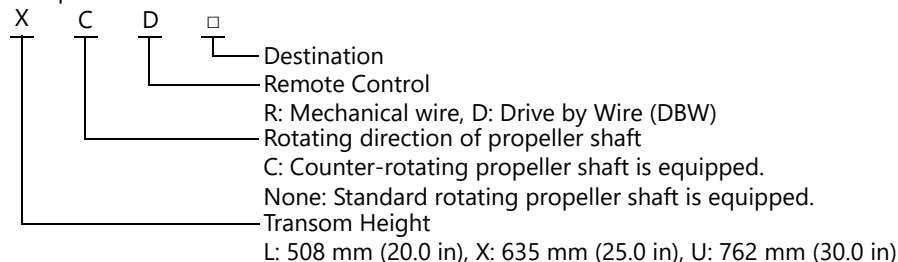 X C D □
Destination
Remote Control
R: Mechanical wire, D: Drive by Wire (DBW)
Rotating direction of propeller shaft
C: Counter-rotating propeller shaft is equipped.
None: Standard rotating propeller shaft is equipped.
Transom Height
L: 508 mm (20.0 in), X: 635 mm (25.0 in), U: 762 mm (30.0 in)